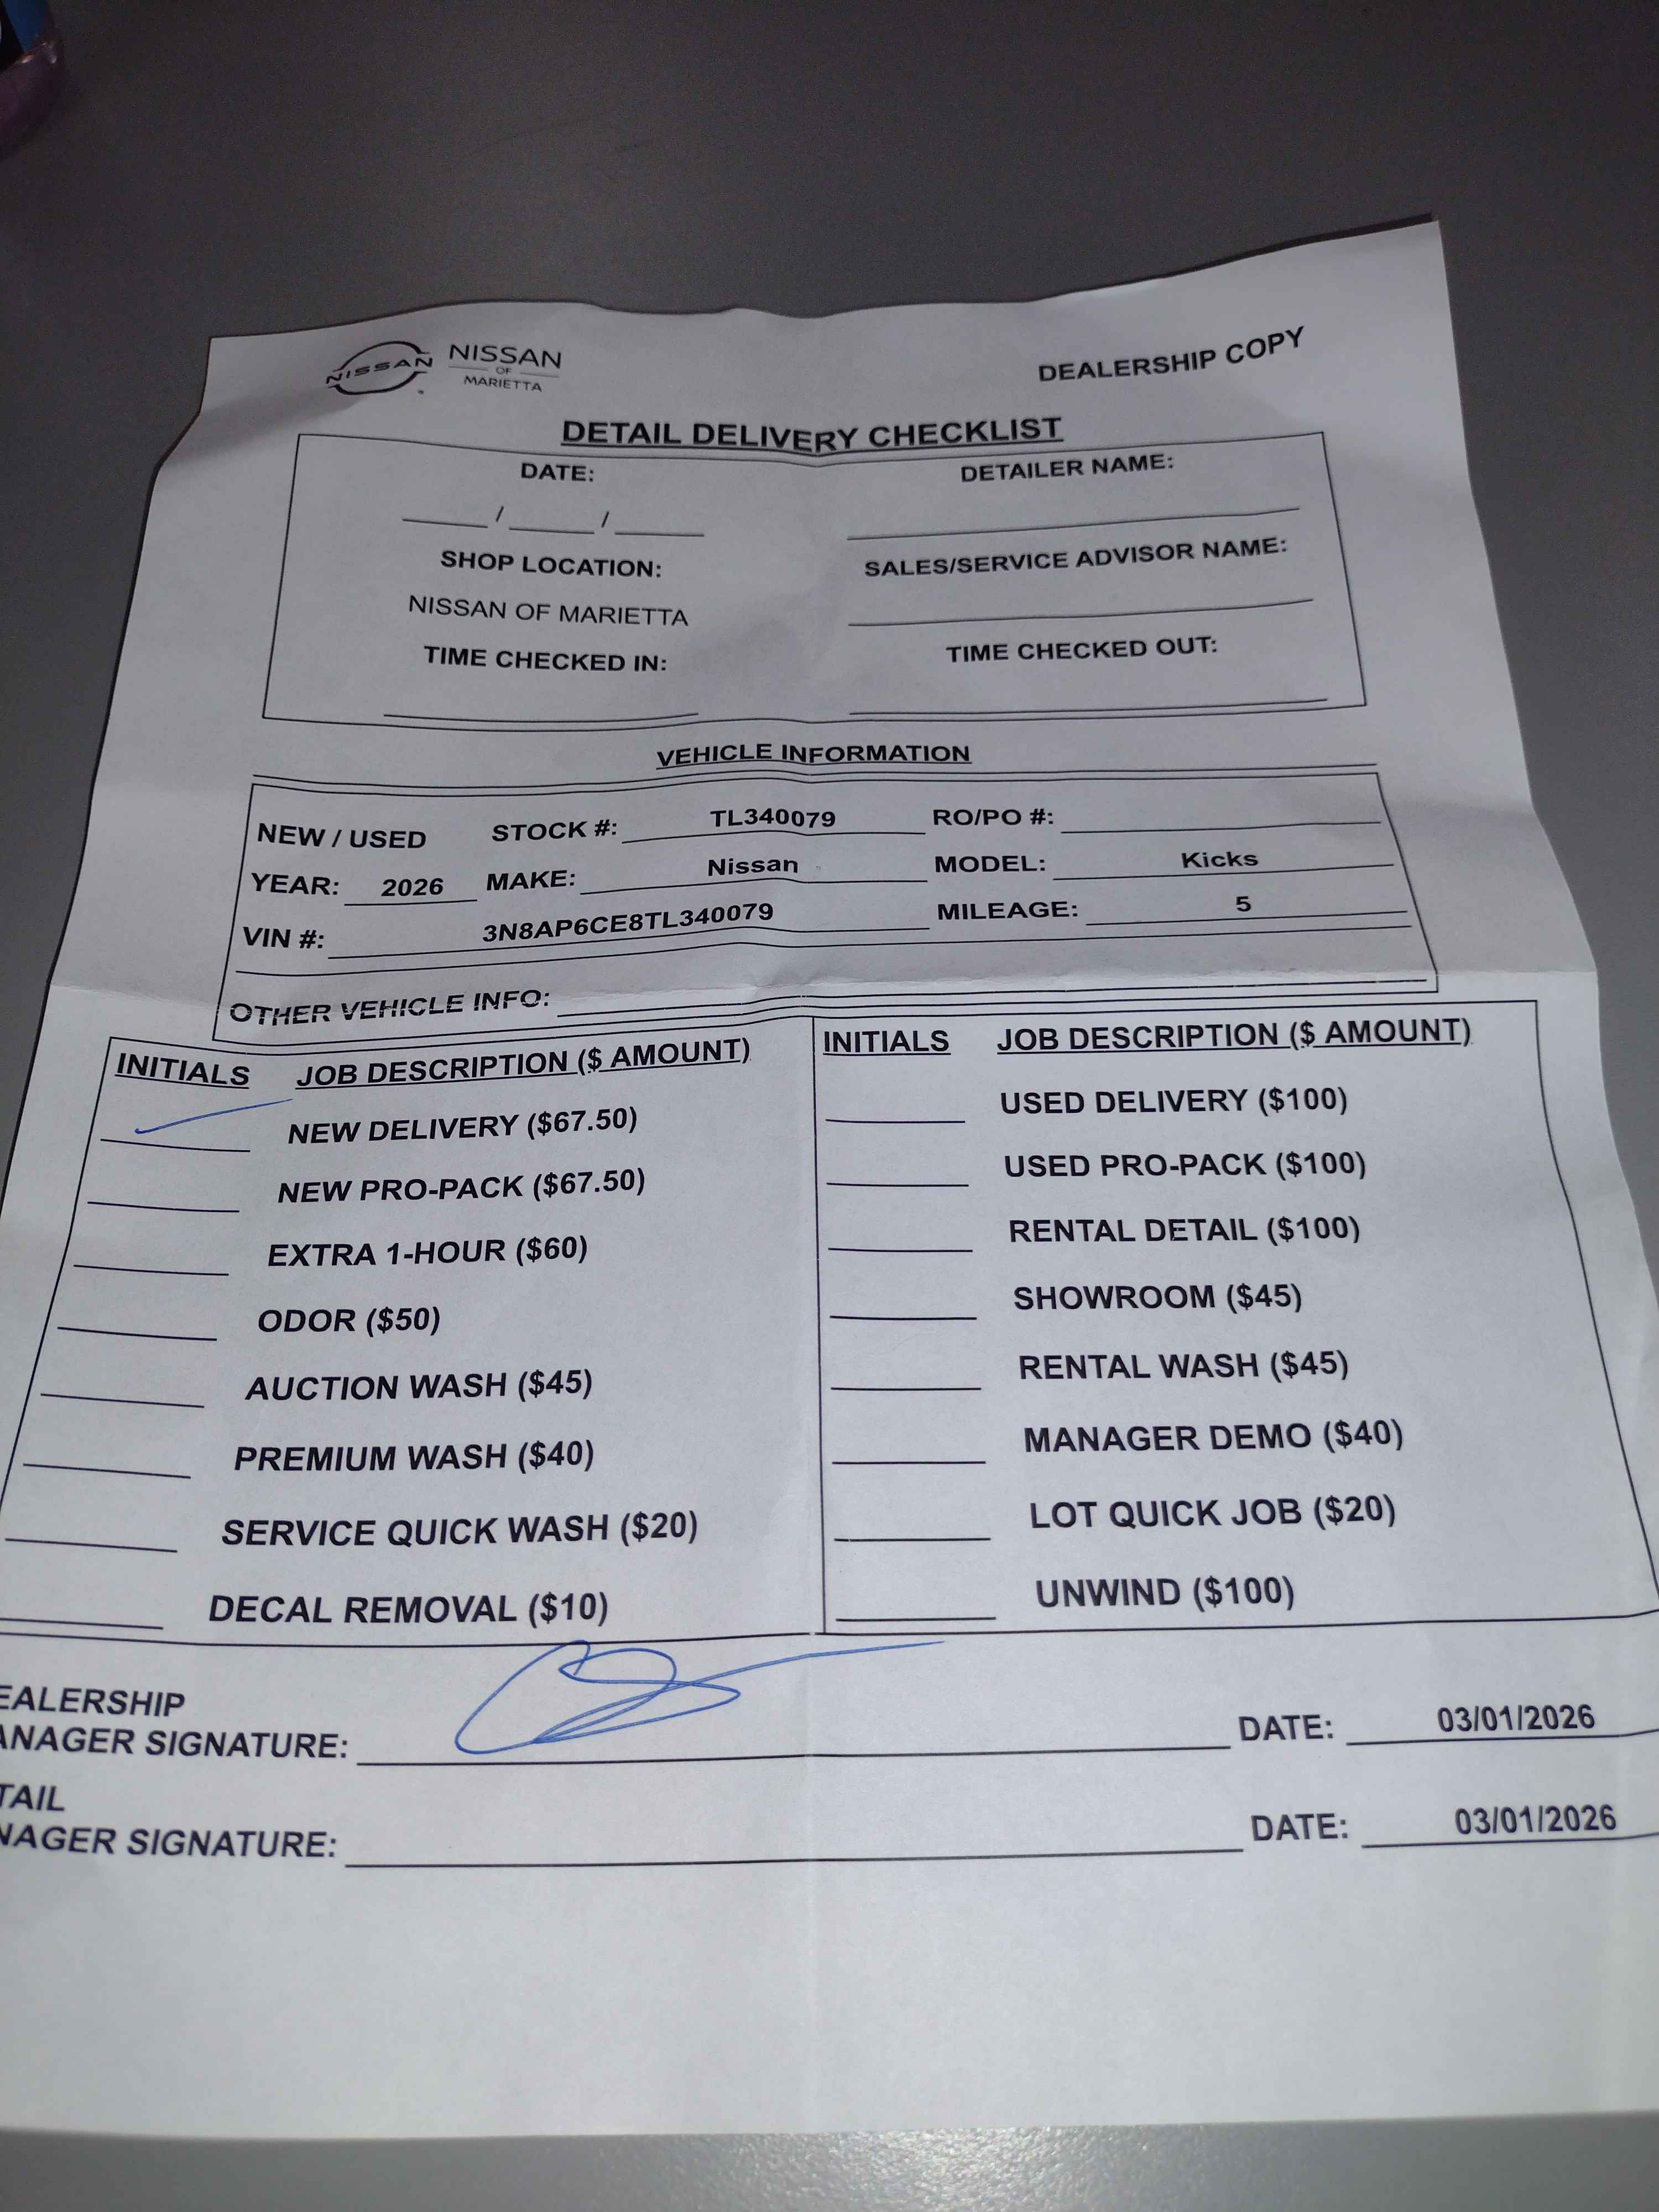 NISSAN NISSAN OF MARIETTA
DEALERSHIP COPY
DETAIL DELIVERY CHECKLIST
DATE: DETAILER NAME:
____ / ____ / ____
SHOP LOCATION: SALES/SERVICE ADVISOR NAME:
NISSAN OF MARIETTA
TIME CHECKED IN: TIME CHECKED OUT:
VEHICLE INFORMATION
NEW / USED STOCK #: TL340079 RO/PO #:
YEAR: 2026 MAKE: Nissan MODEL: Kicks
VIN #: 3N8AP6CE8TL340079 MILEAGE: 5
OTHER VEHICLE INFO:
INITIALS JOB DESCRIPTION ($ AMOUNT) INITIALS JOB DESCRIPTION ($ AMOUNT)
NEW DELIVERY ($67.50) USED DELIVERY ($100)
NEW PRO-PACK ($67.50) USED PRO-PACK ($100)
EXTRA 1-HOUR ($60) RENTAL DETAIL ($100)
ODOR ($50) SHOWROOM ($45)
AUCTION WASH ($45) RENTAL WASH ($45)
PREMIUM WASH ($40) MANAGER DEMO ($40)
SERVICE QUICK WASH ($20) LOT QUICK JOB ($20)
DECAL REMOVAL ($10) UNWIND ($100)
EALERSHIP
ANAGER SIGNATURE: DATE: 03/01/2026
TAIL
NAGER SIGNATURE: DATE: 03/01/2026